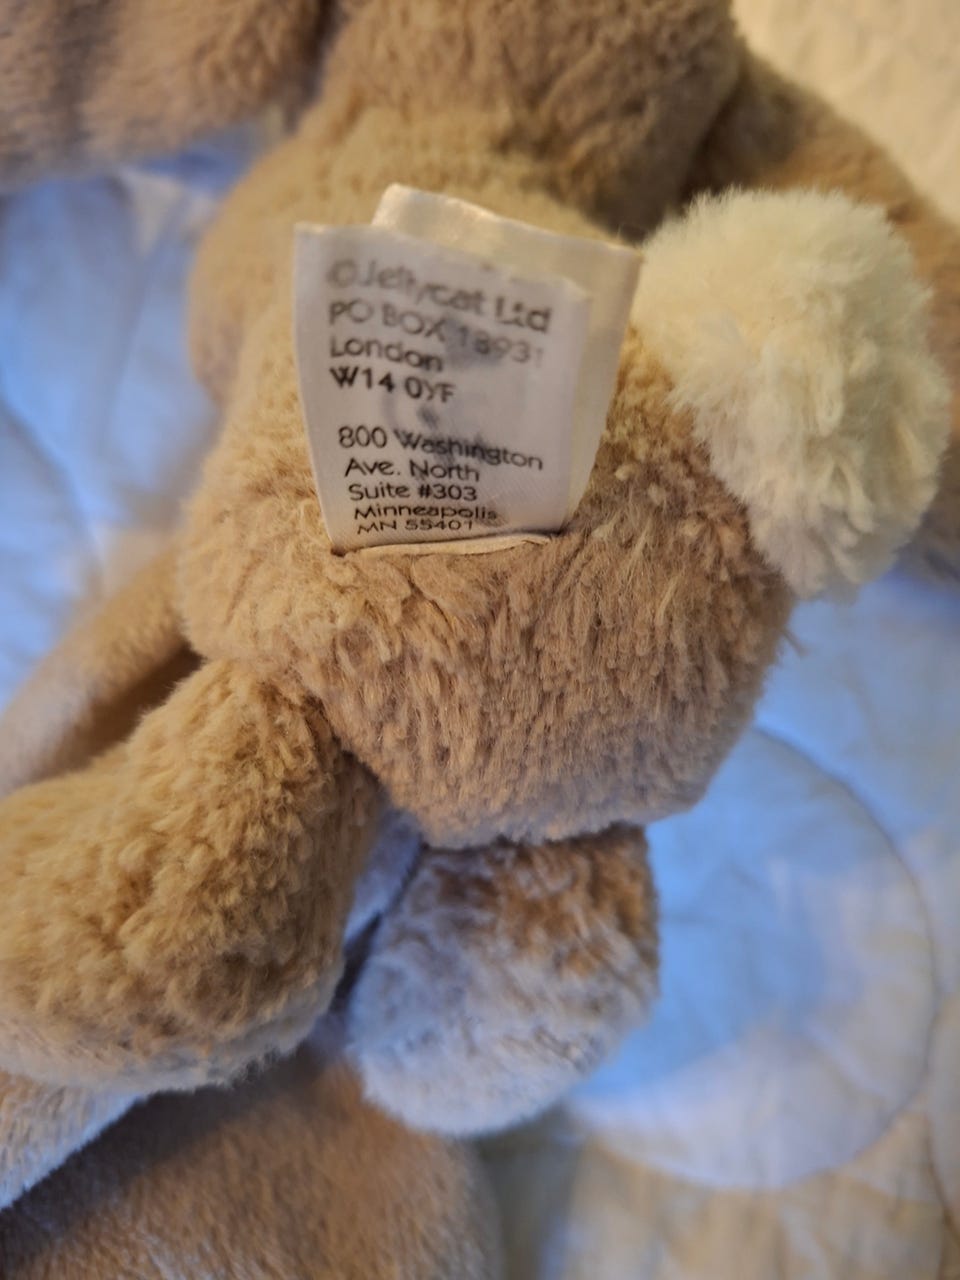 ©Jellycat Ltd
PO BOX 18931
London
W14 0YF
800 Washington
Ave. North
Suite #303
Minneapolis
MN 55401